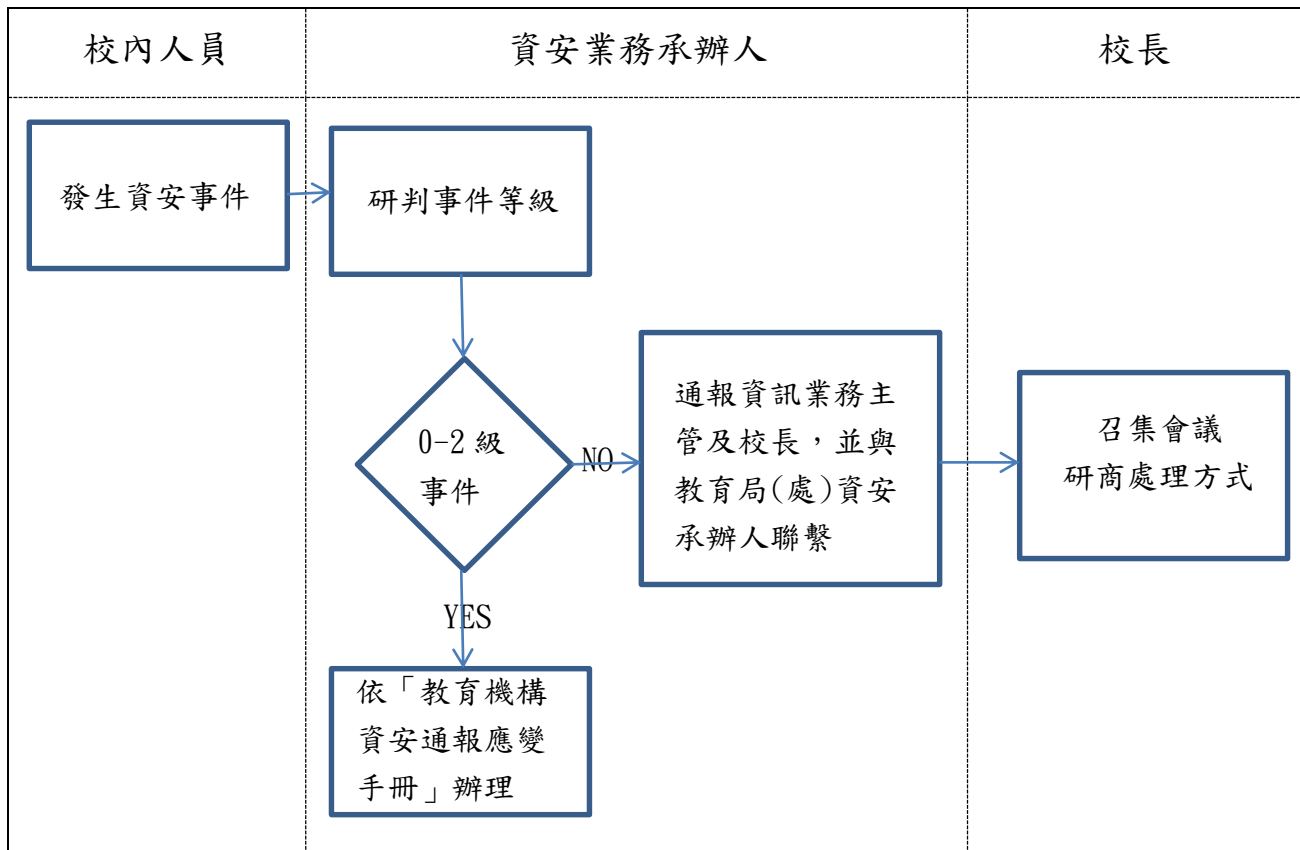 校內人員
資安業務承辦人
校長
發生資安事件
研判事件等級
0-2 級
事件
NO
YES
通報資訊業務主
管及校長，並與
教育局(處)資安
承辦人聯繫
召集會議
研商處理方式
依「教育機構
資安通報應變
手冊」辦理